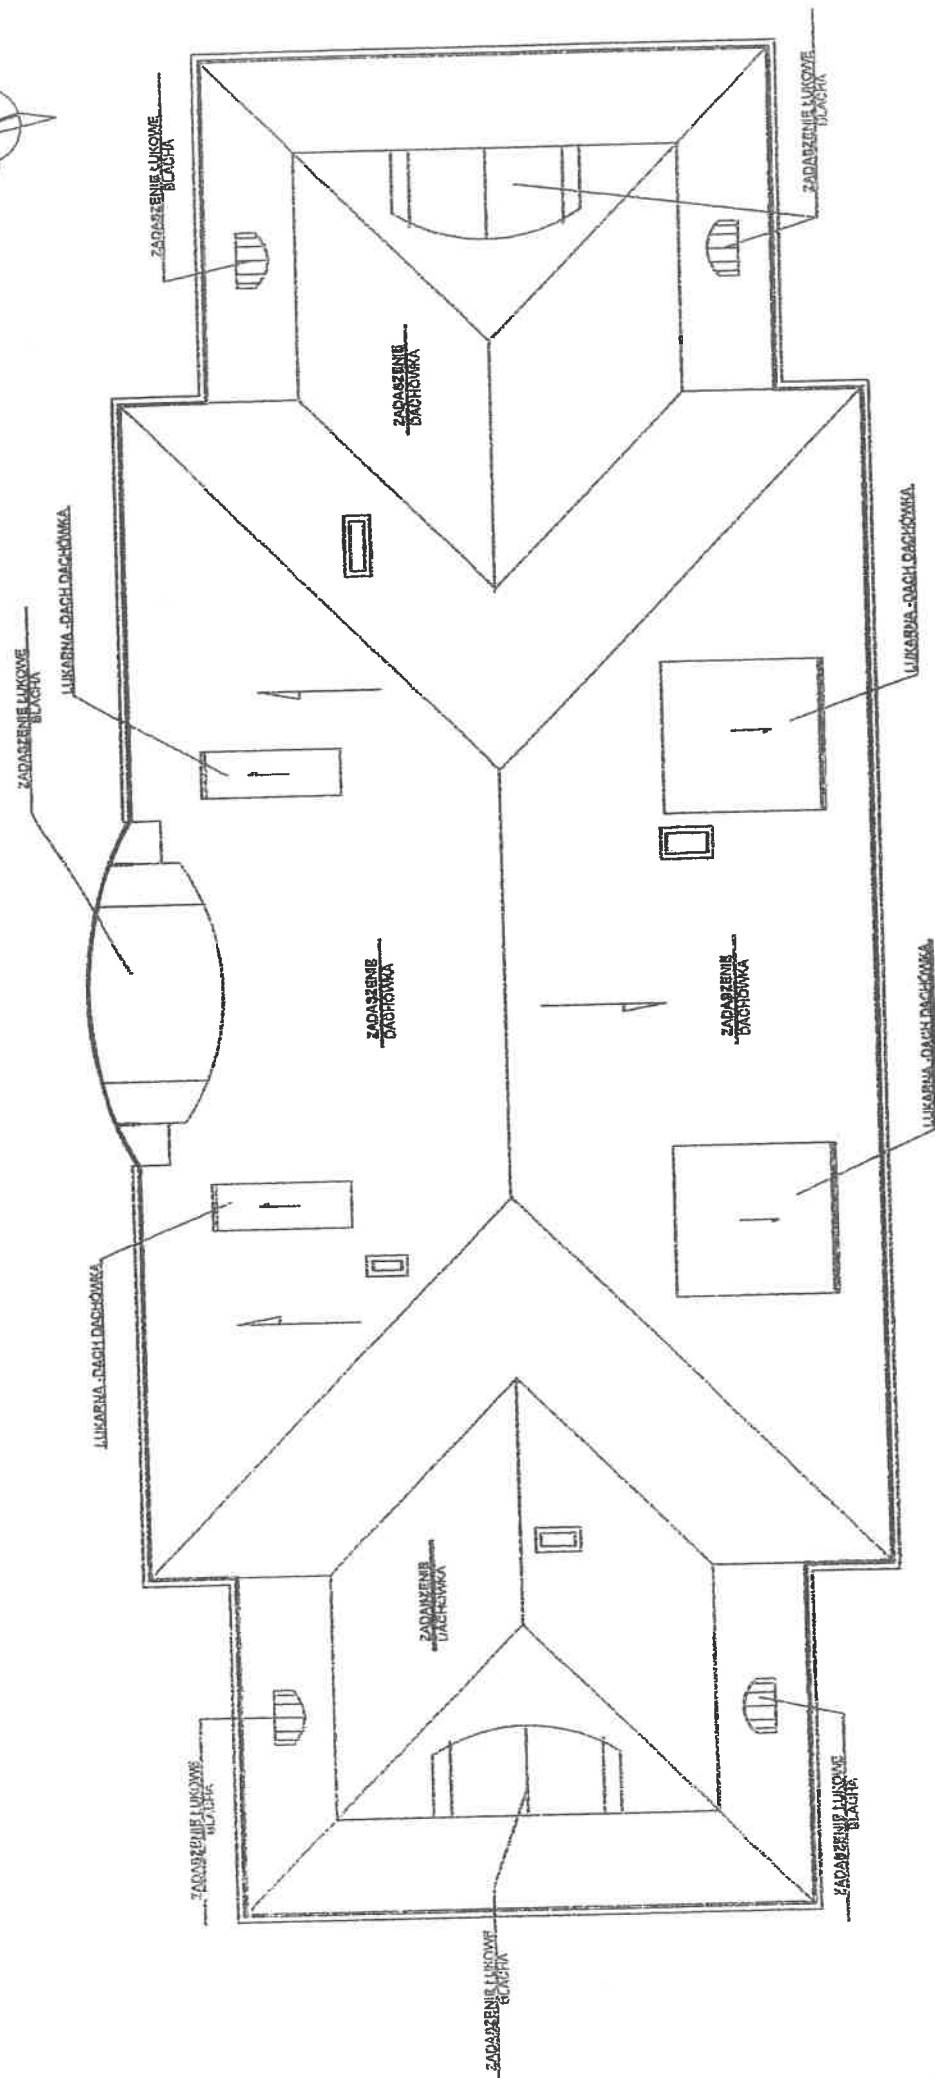 ZADASZENIE ŁUKOWE
BLACHA
ZADASZENIE ŁUKOWE
BLACHA
ZADASZENIE
DACHÓWKA
LUKARNA -DACH DACHÓWKA
ZADASZENIE ŁUKOWE
BLACHA
LUKARNA -DACH DACHÓWKA
ZADASZENIE
DACHÓWKA
ZADASZENIE
DACHÓWKA
LUKARNA -DACH DACHÓWKA
LUKARNA -DACH DACHÓWKA
ZADASZENIE
DACHÓWKA
ZADASZENIE ŁUKOWE
BLACHA
ZADASZENIE ŁUKOWE
BLACHA
ZADASZENIE ŁUKOWE
BLACHA